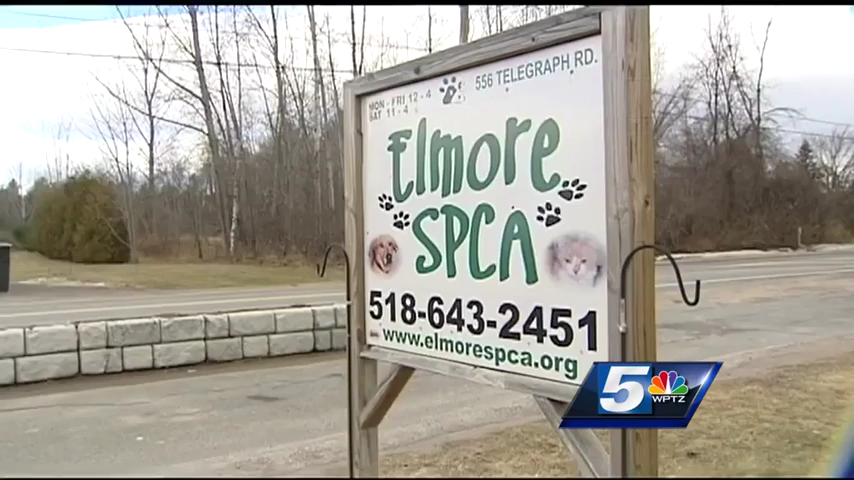 MON - FRI 12 - 4
SAT 11 - 4
556 TELEGRAPH RD.
Elmore
SPCA
518-643-2451
www.elmorespca.org
5
WPTZ